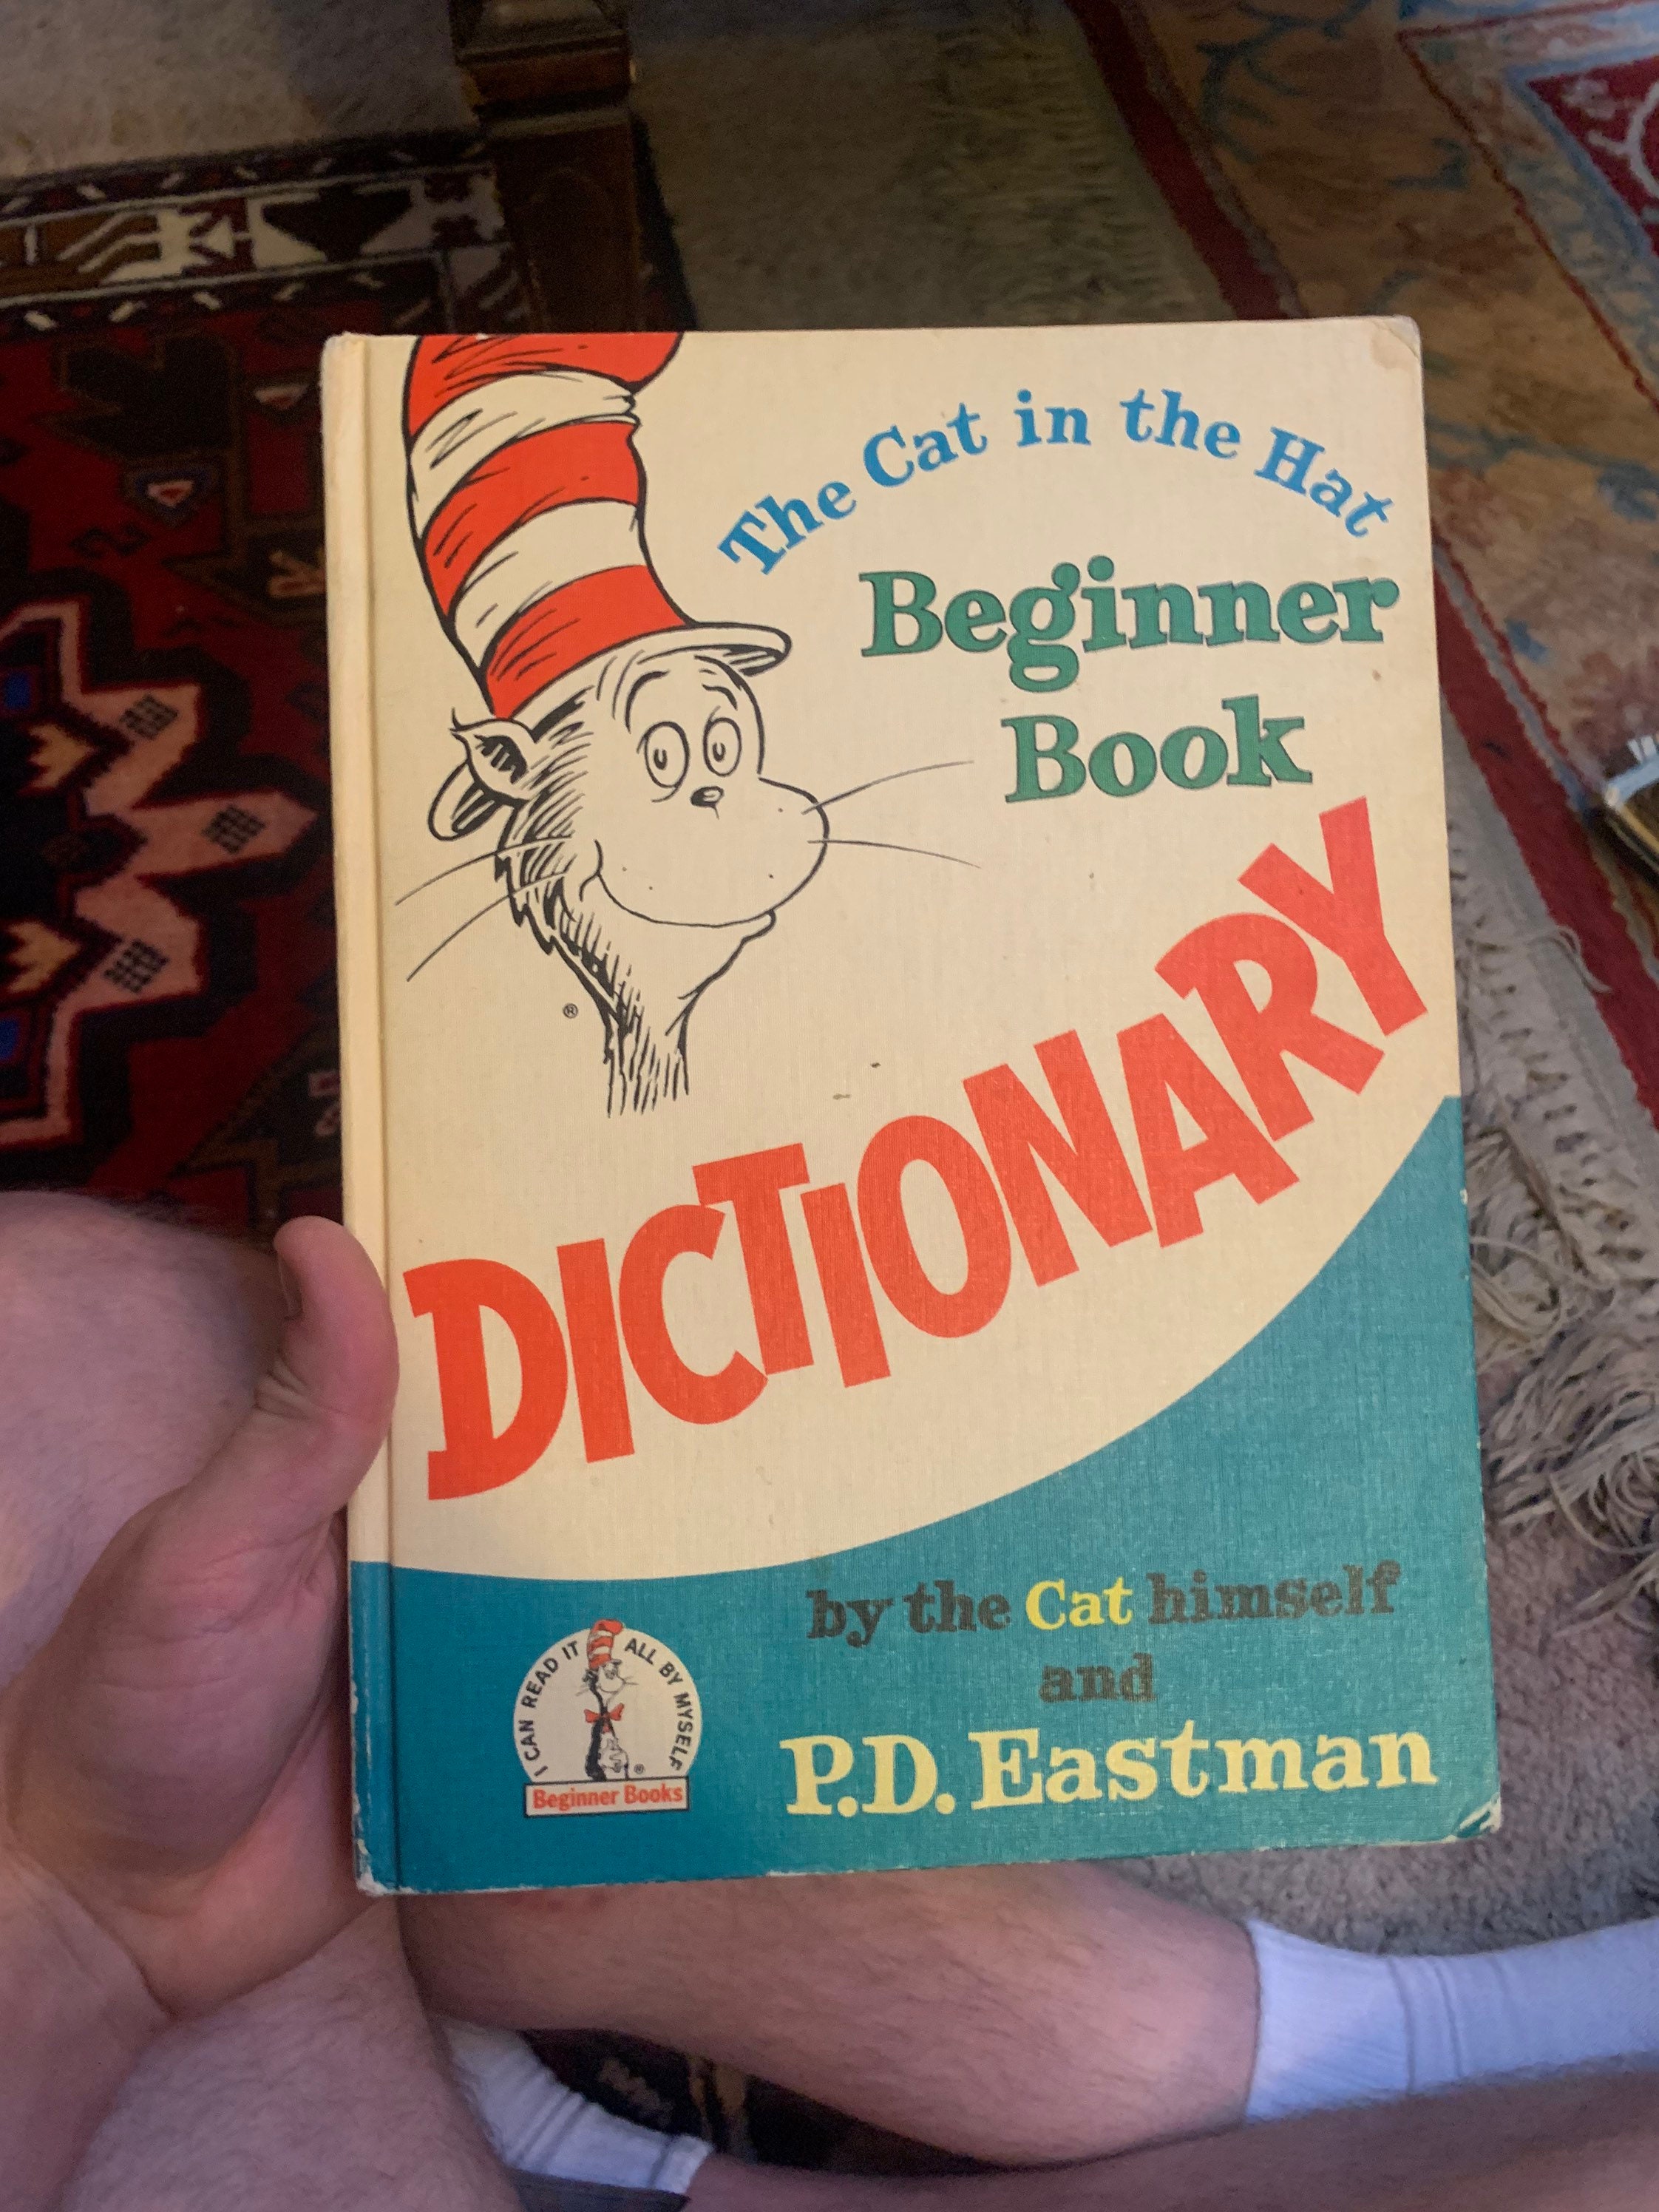 The Cat in the Hat
Beginner
Book
DICTIONARY
by the Cat himself
and
P.D. Eastman
I CAN READ IT ALL BY MYSELF
Beginner Books
®
®